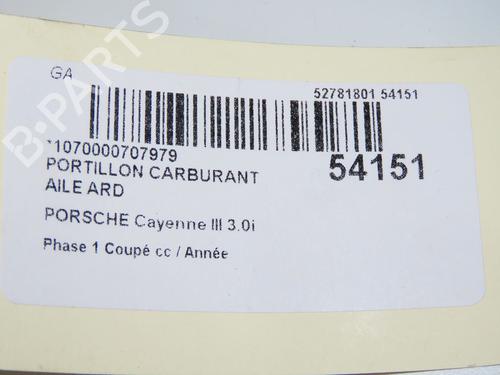 GA
52781801 54151
*1070000707979
54151
PORTILLON CARBURANT
AILE ARD
PORSCHE Cayenne III 3.0i
Phase 1 Coupé cc / Année
B-PARTS